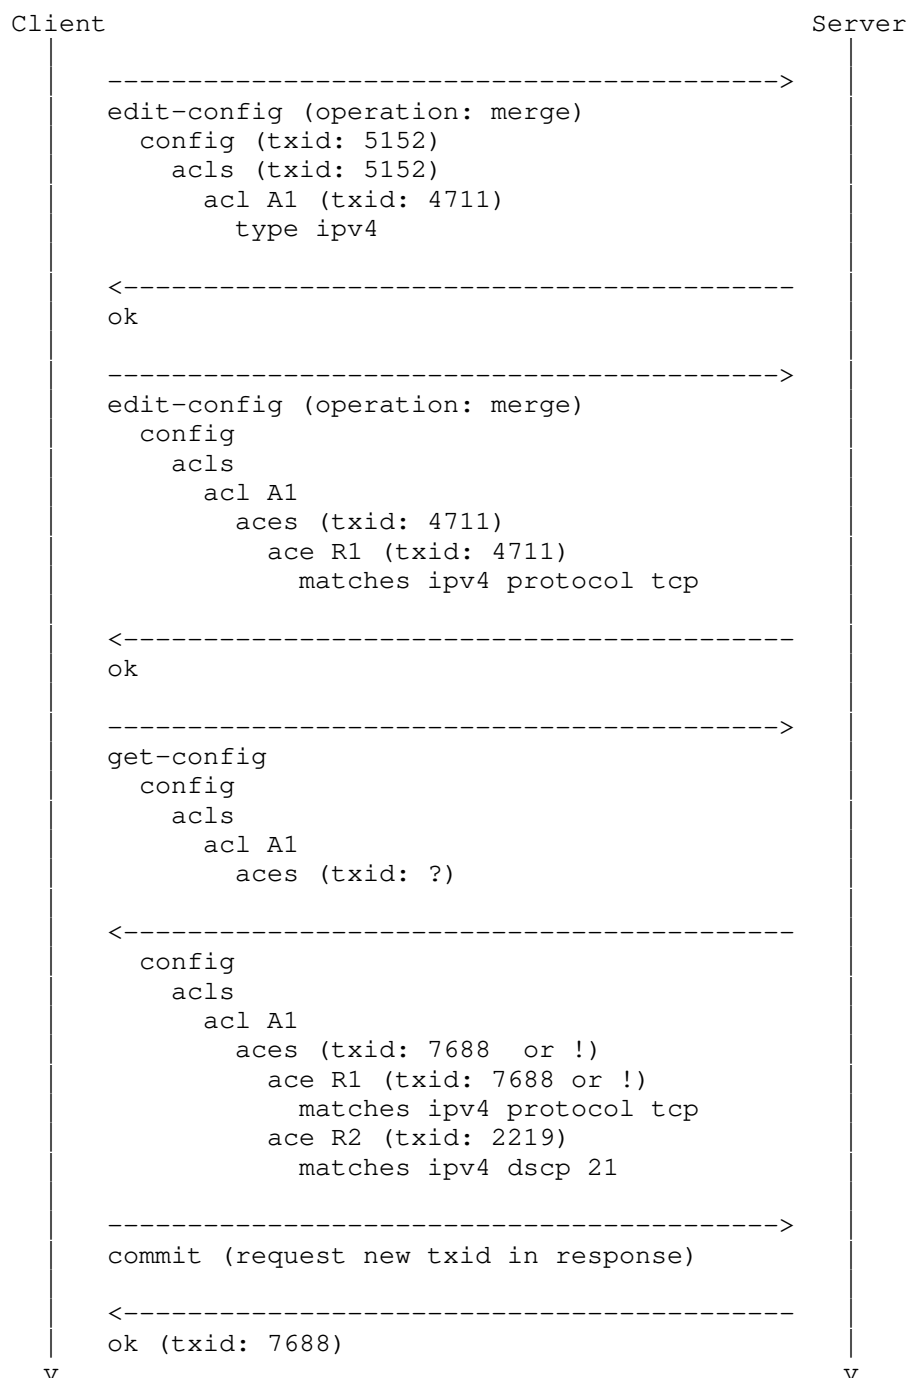 Client Server
------------------------------------------>
edit-config (operation: merge)
config (txid: 5152)
acls (txid: 5152)
acl A1 (txid: 4711)
type ipv4
<------------------------------------------
ok
------------------------------------------>
edit-config (operation: merge)
config
acls
acl A1
aces (txid: 4711)
ace R1 (txid: 4711)
matches ipv4 protocol tcp
<------------------------------------------
ok
------------------------------------------>
get-config
config
acls
acl A1
aces (txid: ?)
<------------------------------------------
config
acls
acl A1
aces (txid: 7688  or !)
ace R1 (txid: 7688 or !)
matches ipv4 protocol tcp
ace R2 (txid: 2219)
matches ipv4 dscp 21
------------------------------------------>
commit (request new txid in response)
<------------------------------------------
ok (txid: 7688)
v v